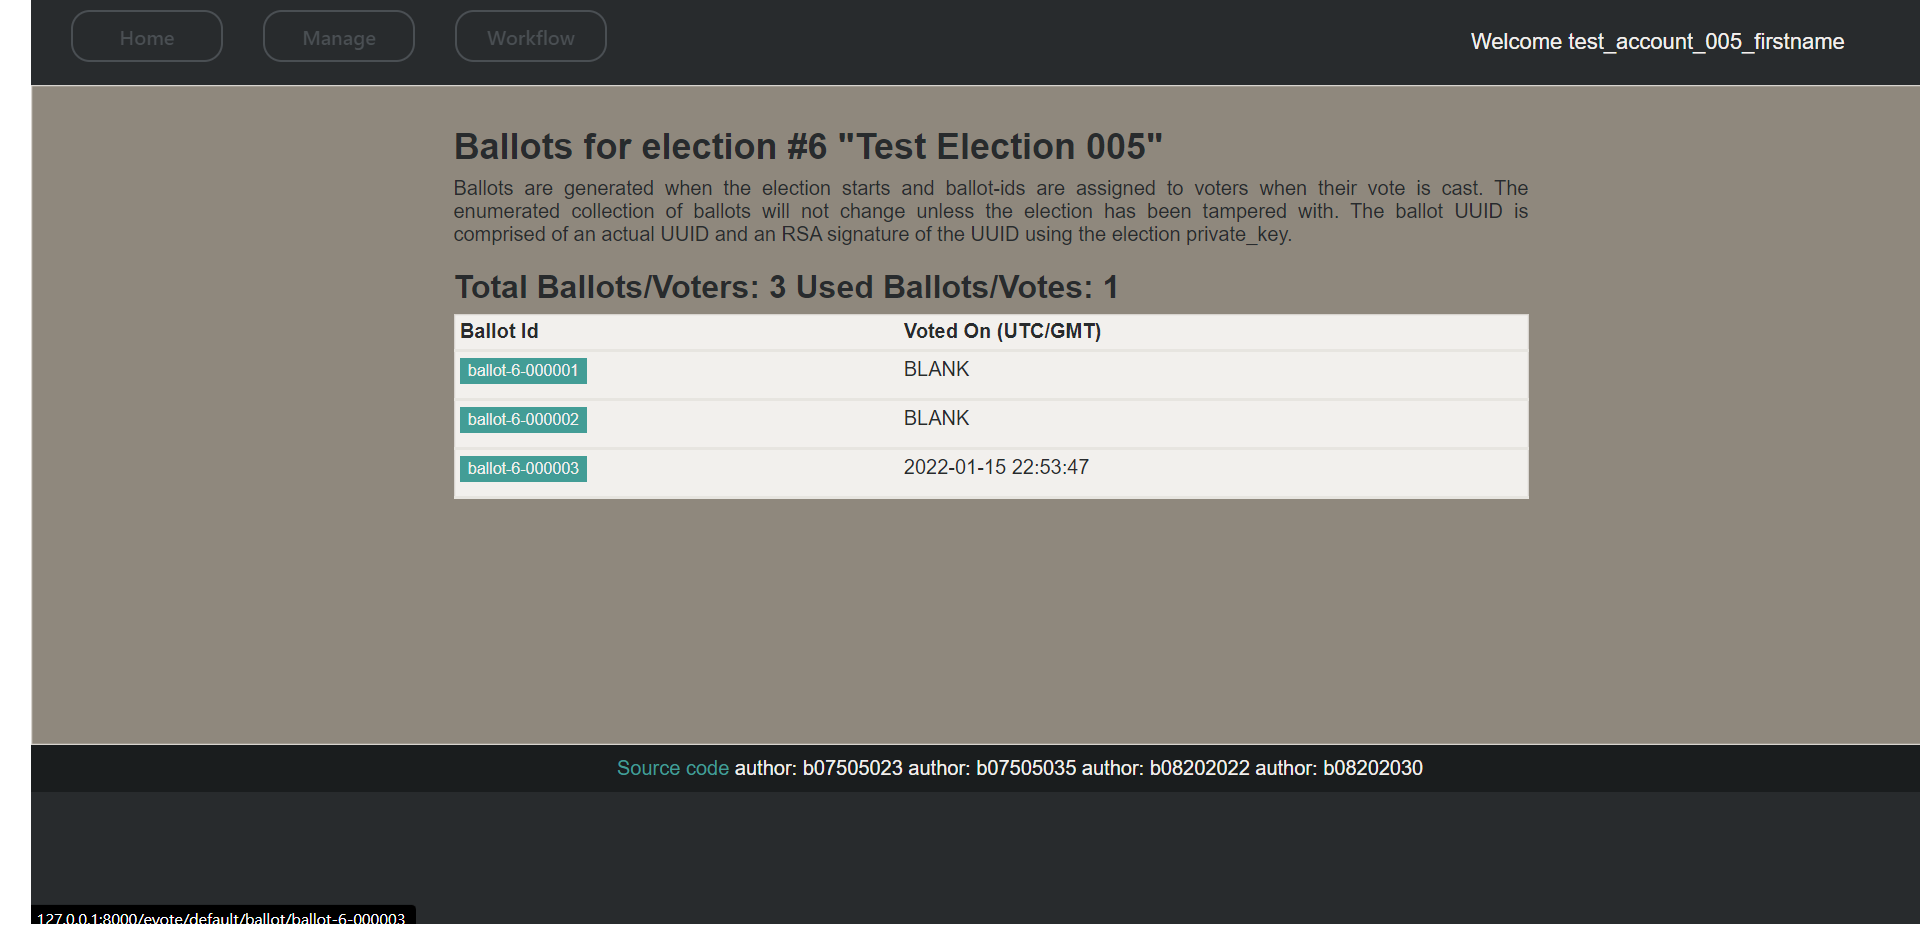 Home Manage Workflow Welcome test_account_005_firstname
Ballots for election #6 "Test Election 005"
Ballots are generated when the election starts and ballot-ids are assigned to voters when their vote is cast. The
enumerated collection of ballots will not change unless the election has been tampered with. The ballot UUID is
comprised of an actual UUID and an RSA signature of the UUID using the election private_key.
Total Ballots/Voters: 3 Used Ballots/Votes: 1
Ballot Id Voted On (UTC/GMT)
ballot-6-000001 BLANK
ballot-6-000002 BLANK
ballot-6-000003 2022-01-15 22:53:47
Source code author: b07505023 author: b07505035 author: b08202022 author: b08202030
127.0.0.1:8000/evote/default/ballot/ballot-6-000003